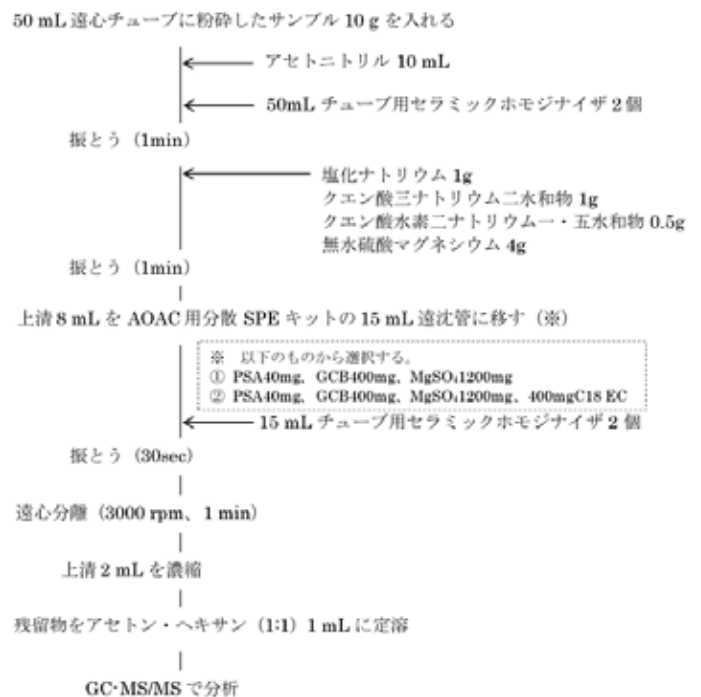 50 mL 遠心チューブに粉砕したサンプル 10 g を入れる
アセトニトリル 10 mL
50mL チューブ用セラミックホモジナイザ 2 個
振とう（1min）
塩化ナトリウム 1g
クエン酸三ナトリウム二水和物 1g
クエン酸水素二ナトリウム一・五水和物 0.5g
無水硫酸マグネシウム 4g
振とう（1min）
上清 8 mL を AOAC 用分散 SPE キットの 15 mL 遠沈管に移す（※）
※　以下のものから選択する。
① PSA40mg、GCB400mg、MgSO₄1200mg
② PSA40mg、GCB400mg、MgSO₄1200mg、400mgC18 EC
15 mL チューブ用セラミックホモジナイザ 2 個
振とう（30sec）
遠心分離（3000 rpm、1 min）
上清 2 mL を濃縮
残留物をアセトン・ヘキサン（1:1）1 mL に定溶
GC-MS/MS で分析